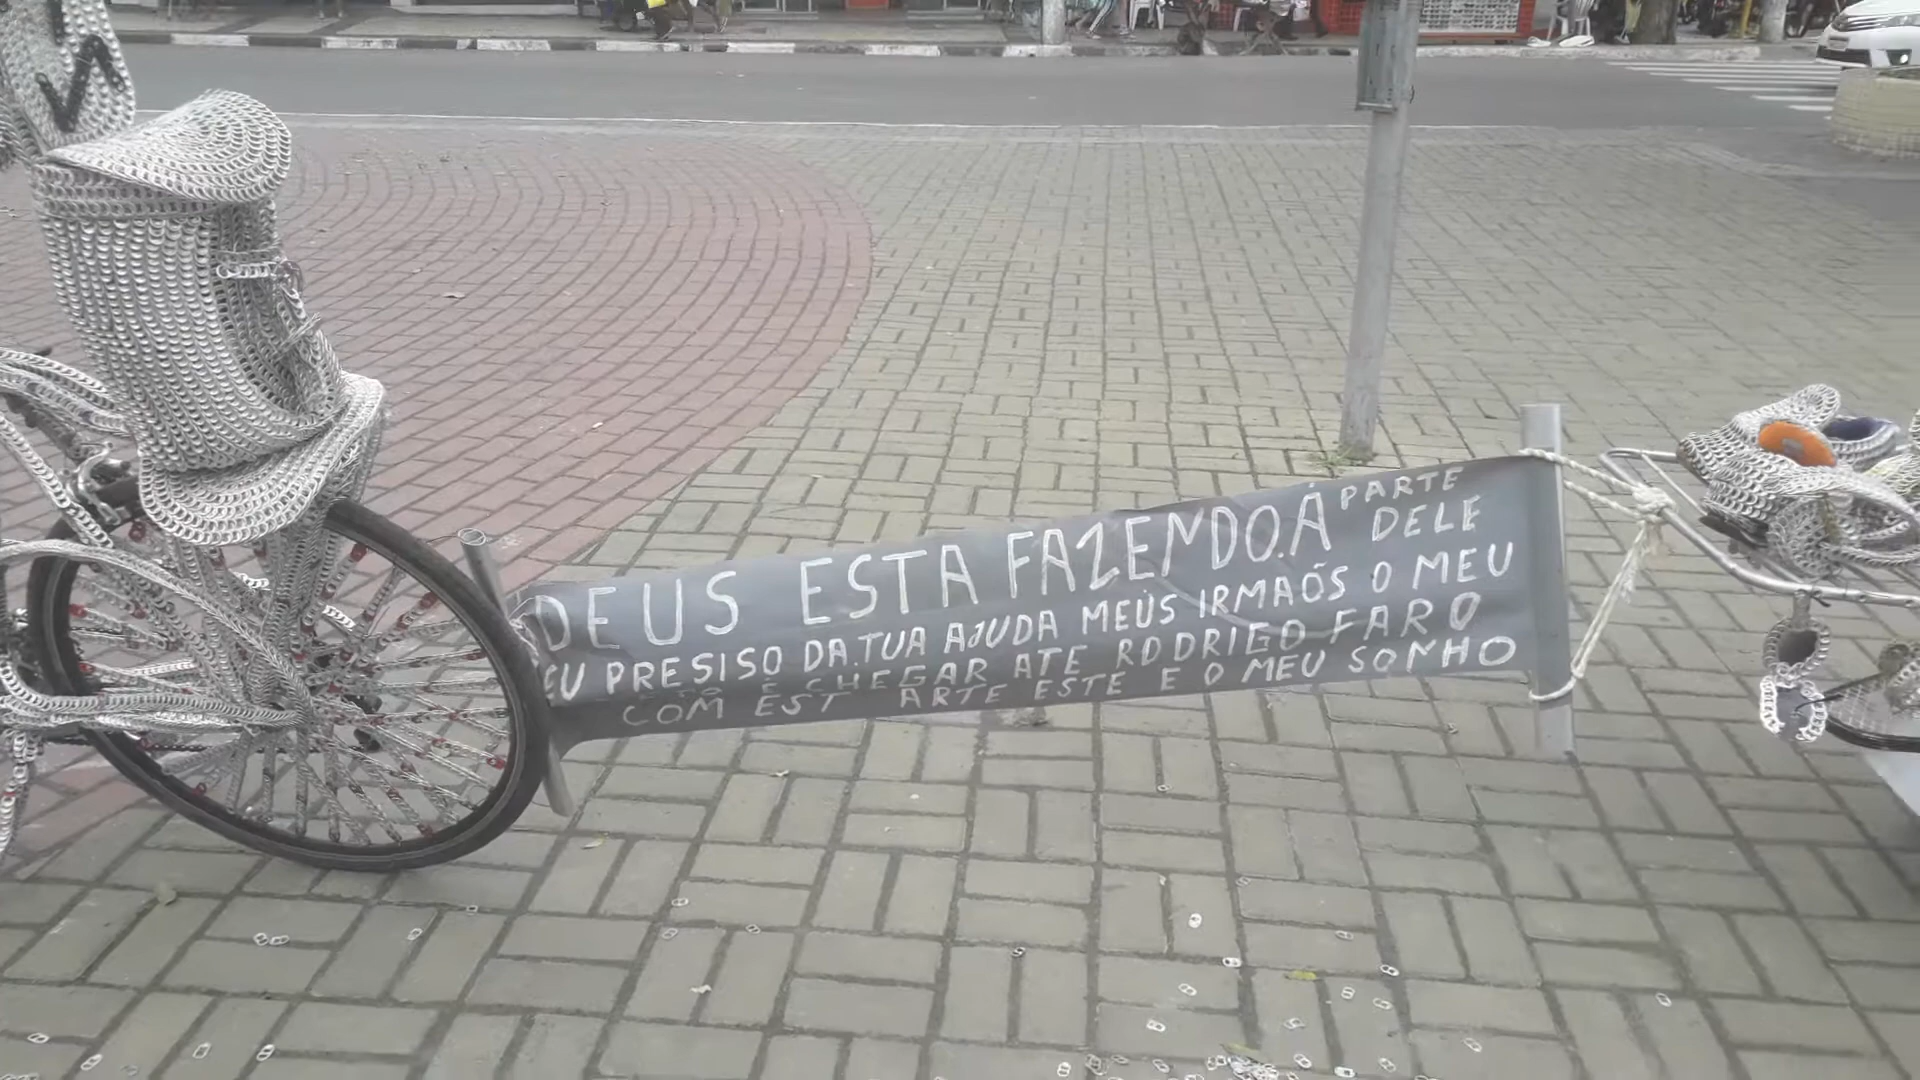 DEUS ESTA FAZENDO.Á PARTE
DELE
EU PRESISO DA.TUA AJUDA MEUS IRMAÕS O MEU
É CHEGAR ATE RODRIGO FARO
COM EST ARTE ESTE E O MEU SONHO